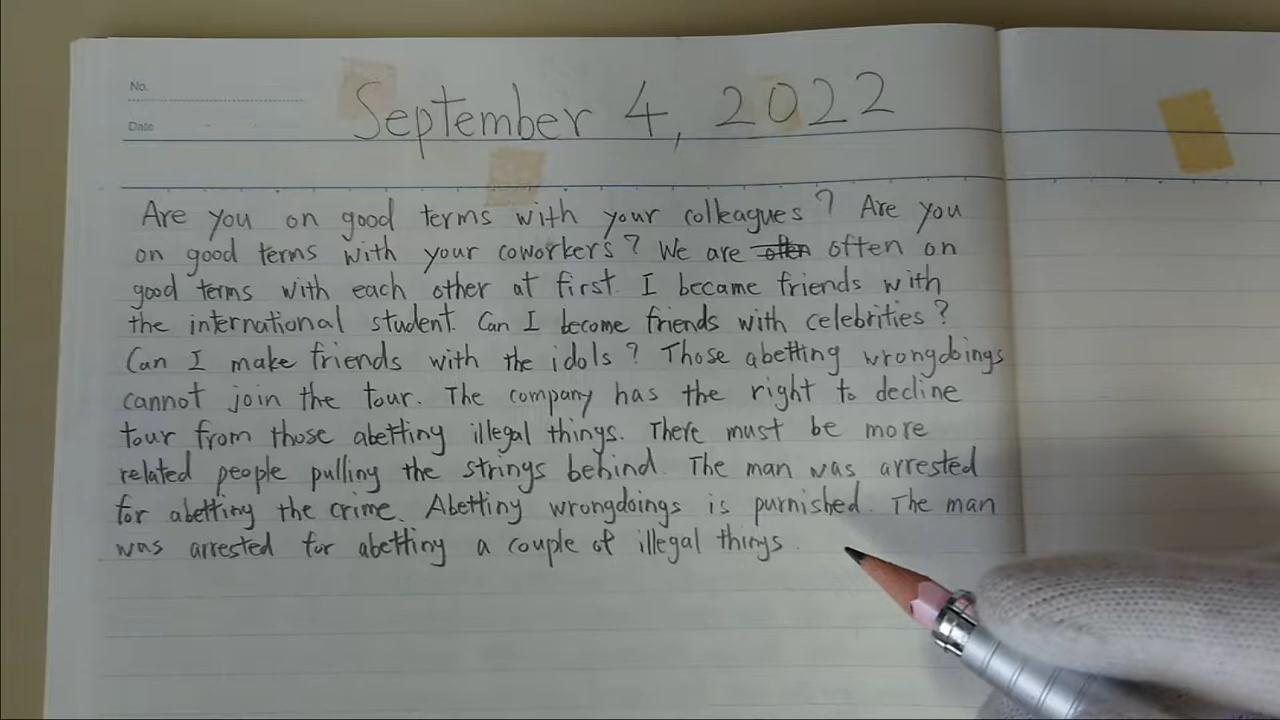 No.
Date
September 4, 2022
Are you on good terms with your colleagues? Are you
on good terms with your coworkers? We are often often on
good terms with each other at first. I became friends with
the international student. Can I become friends with celebrities?
Can I make friends with the idols? Those abetting wrongdoings
cannot join the tour. The company has the right to decline
tour from those abetting illegal things. There must be more
related people pulling the strings behind. The man was arrested
for abetting the crime. Abetting wrongdoings is purnished. The man
was arrested for abetting a couple of illegal things.